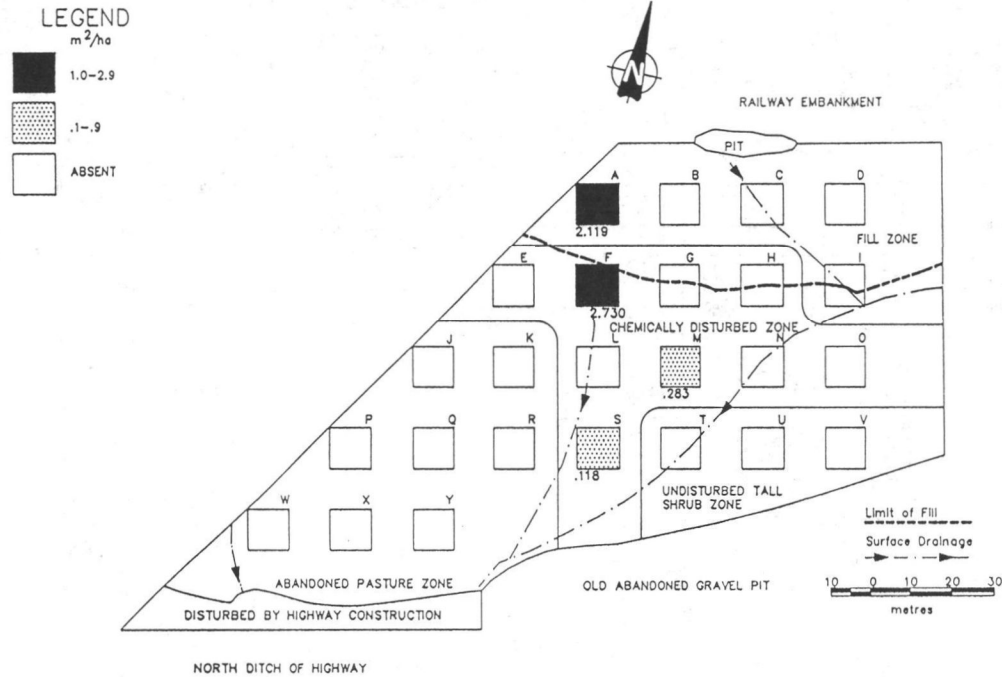 LEGEND
m²/ha
1.0-2.9
.1-.9
ABSENT
N
RAILWAY EMBANKMENT
PIT
A B C D
2.119
FILL ZONE
E F G H I
2.730
CHEMICALLY DISTURBED ZONE
J K L M N O
.283
P Q R S T U V
.118
UNDISTURBED TALL
SHRUB ZONE
W X Y
Limit of Fill
Surface Drainage
ABANDONED PASTURE ZONE
OLD ABANDONED GRAVEL PIT
10 0 10 20 30
metres
DISTURBED BY HIGHWAY CONSTRUCTION
NORTH DITCH OF HIGHWAY